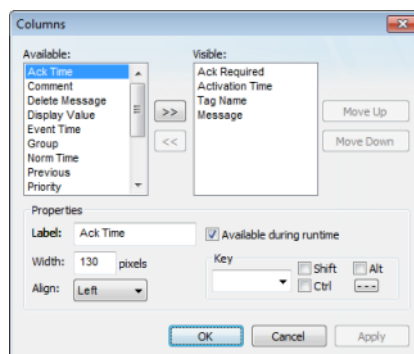 Columns
Available:
Visible:
Ack Time
Comment
Delete Message
Display Value
Event Time
Group
Norm Time
Previous
Priority
>>
<<
Ack Required
Activation Time
Tag Name
Message
Move Up
Move Down
Properties
Label: Ack Time
Available during runtime
Width: 130 pixels
Key
Shift Alt
Ctrl ---
Align: Left
OK Cancel Apply